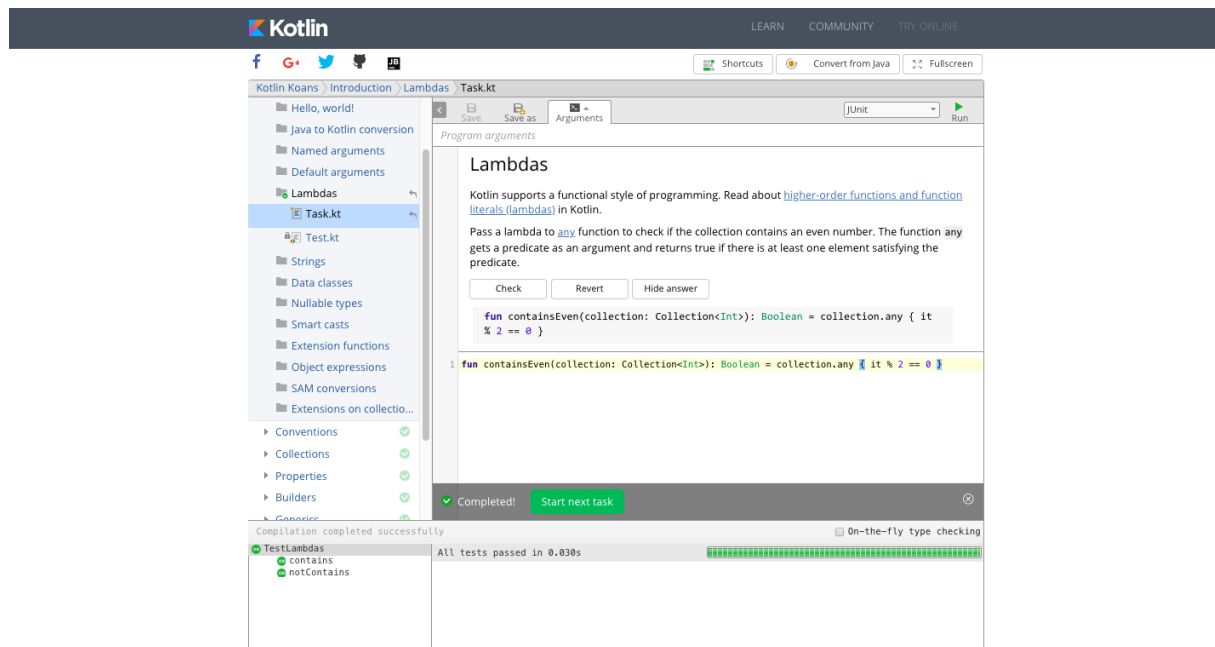 Kotlin
LEARN COMMUNITY TRY ONLINE
f G+ JB
Shortcuts Convert from Java Fullscreen
Kotlin Koans Introduction Lambdas Task.kt
Hello, world!
Java to Kotlin conversion
Named arguments
Default arguments
Lambdas
Task.kt
Test.kt
Strings
Data classes
Nullable types
Smart casts
Extension functions
Object expressions
SAM conversions
Extensions on collectio...
Conventions
Collections
Properties
Builders
Generics
< Save Save as Arguments JUnit Run
Program arguments
Lambdas
Kotlin supports a functional style of programming. Read about higher-order functions and function
literals (lambdas) in Kotlin.
Pass a lambda to any function to check if the collection contains an even number. The function any
gets a predicate as an argument and returns true if there is at least one element satisfying the
predicate.
Check Revert Hide answer
fun containsEven(collection: Collection<Int>): Boolean = collection.any { it
% 2 == 0 }
1 fun containsEven(collection: Collection<Int>): Boolean = collection.any { it % 2 == 0 }
Completed! Start next task
Compilation completed successfully On-the-fly type checking
TestLambdas
contains
notContains
All tests passed in 0.030s